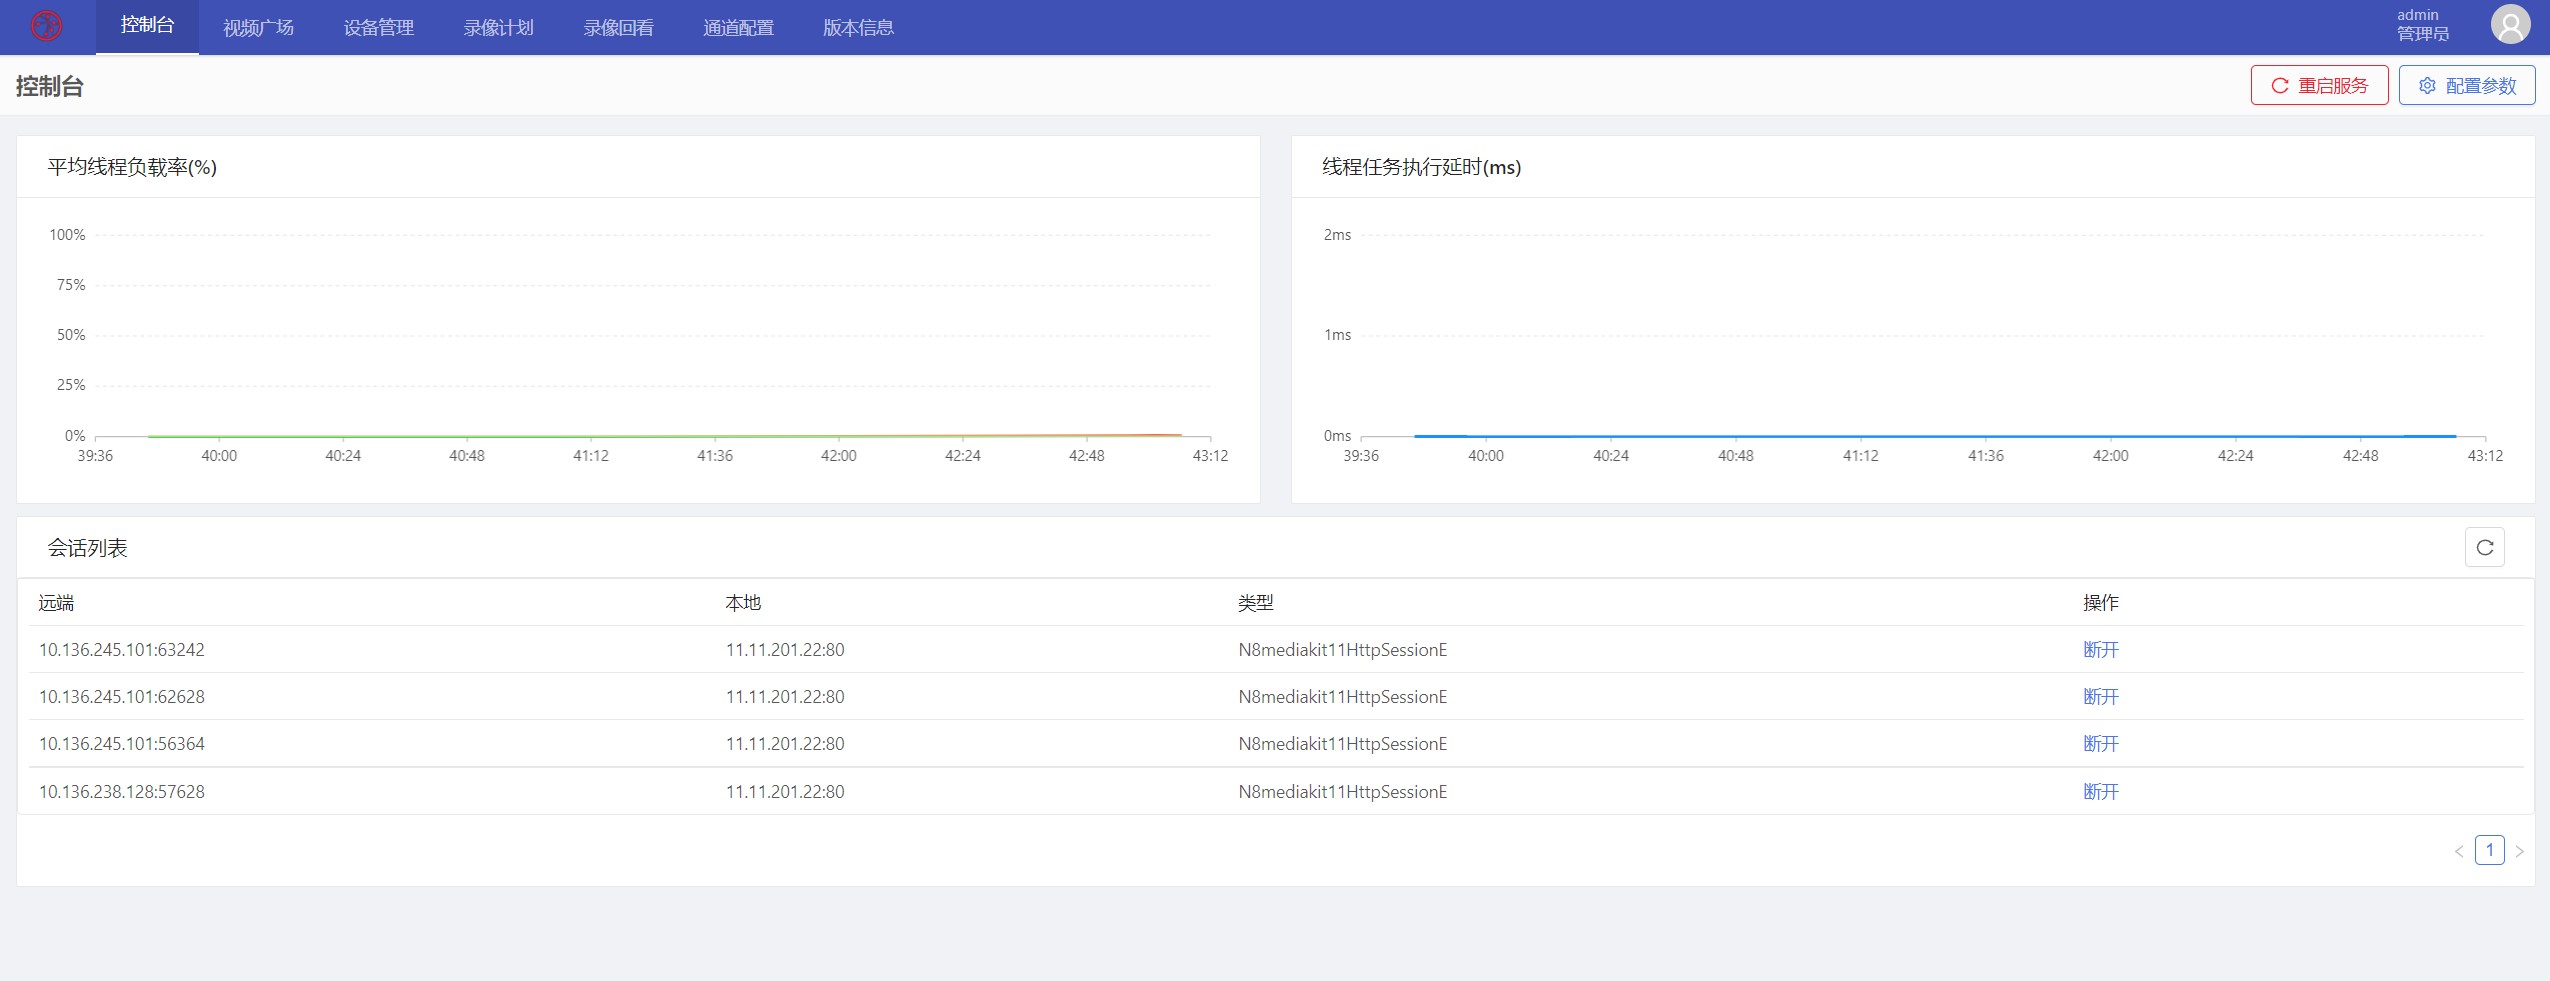 控制台 视频广场 设备管理 录像计划 录像回看 通道配置 版本信息 admin
管理员
控制台 重启服务 配置参数
平均线程负载率(%)
100%
75%
50%
25%
0%
39:36 40:00 40:24 40:48 41:12 41:36 42:00 42:24 42:48 43:12
线程任务执行延时(ms)
2ms
1ms
0ms
39:36 40:00 40:24 40:48 41:12 41:36 42:00 42:24 42:48 43:12
会话列表
远端 本地 类型 操作
10.136.245.101:63242 11.11.201.22:80 N8mediakit11HttpSessionE 断开
10.136.245.101:62628 11.11.201.22:80 N8mediakit11HttpSessionE 断开
10.136.245.101:56364 11.11.201.22:80 N8mediakit11HttpSessionE 断开
10.136.238.128:57628 11.11.201.22:80 N8mediakit11HttpSessionE 断开
< 1 >